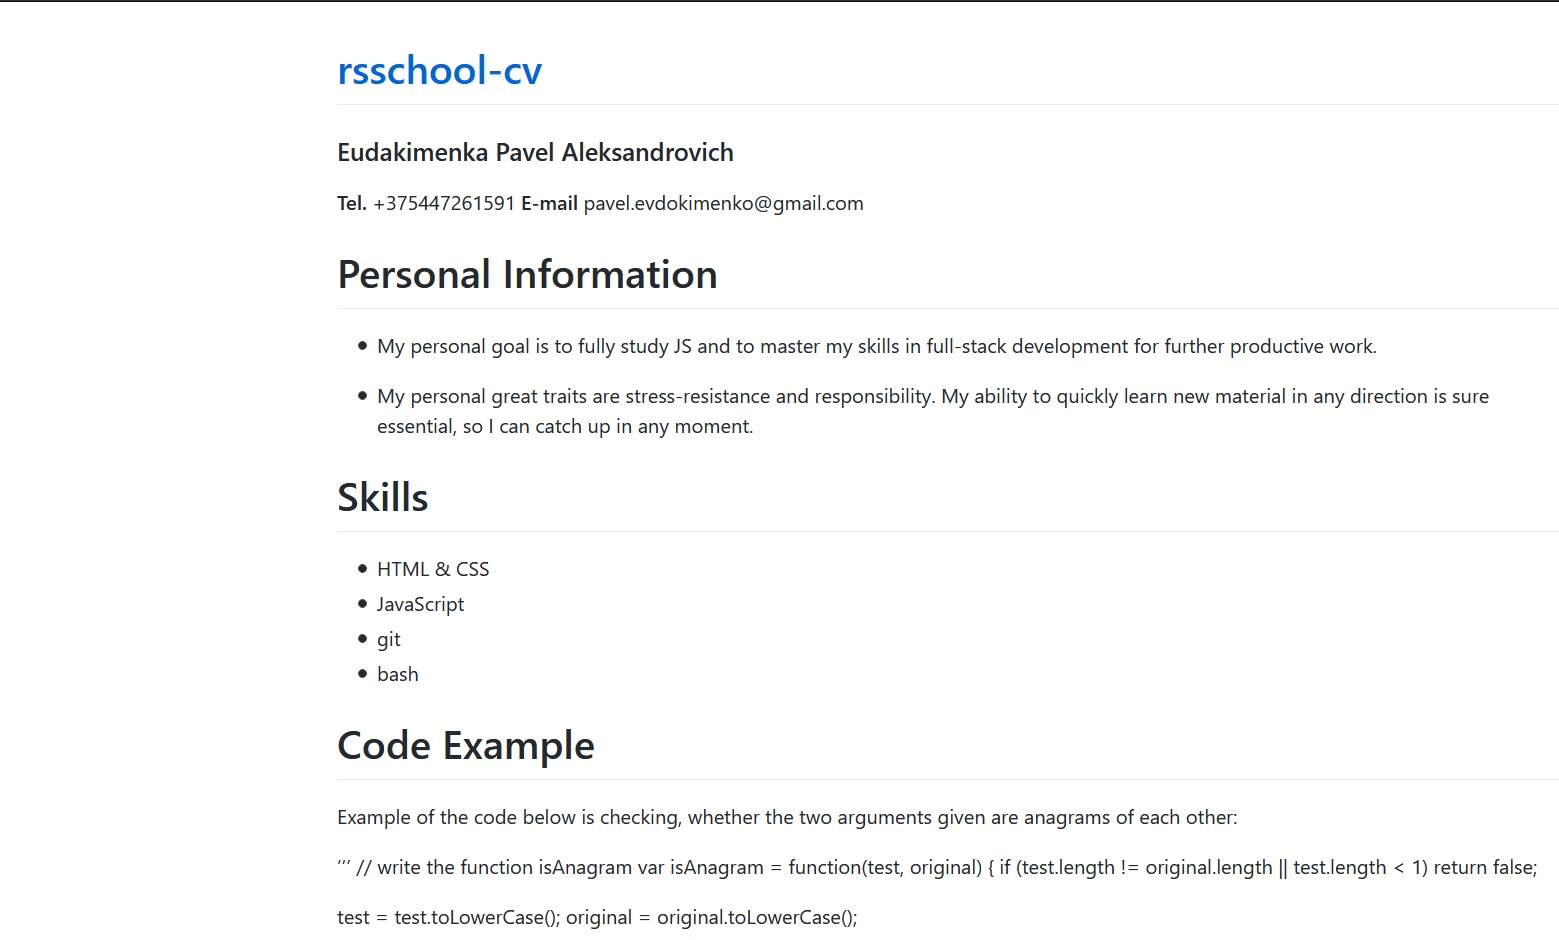 rsschool-cv
Eudakimenka Pavel Aleksandrovich
Tel. +375447261591 E-mail pavel.evdokimenko@gmail.com
Personal Information
• My personal goal is to fully study JS and to master my skills in full-stack development for further productive work.
• My personal great traits are stress-resistance and responsibility. My ability to quickly learn new material in any direction is sure
essential, so I can catch up in any moment.
Skills
• HTML & CSS
• JavaScript
• git
• bash
Code Example
Example of the code below is checking, whether the two arguments given are anagrams of each other:
’’’ // write the function isAnagram var isAnagram = function(test, original) { if (test.length != original.length || test.length < 1) return false;
test = test.toLowerCase(); original = original.toLowerCase();